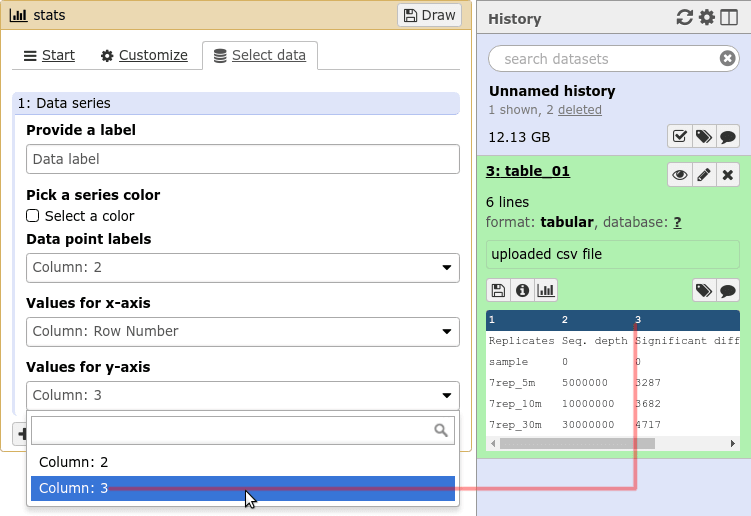 stats
Draw
Start
Customize
Select data
1: Data series
Provide a label
Data label
Pick a series color
Select a color
Data point labels
Column: 2
Values for x-axis
Column: Row Number
Values for y-axis
Column: 3
Column: 2
Column: 3
History
search datasets
Unnamed history
1 shown, 2 deleted
12.13 GB
3: table_01
6 lines
format: tabular, database: ?
uploaded csv file
1 2 3
Replicates Seq. depth Significant diff
sample 0 0
7rep_5m 5000000 3287
7rep_10m 10000000 3682
7rep_30m 30000000 4717